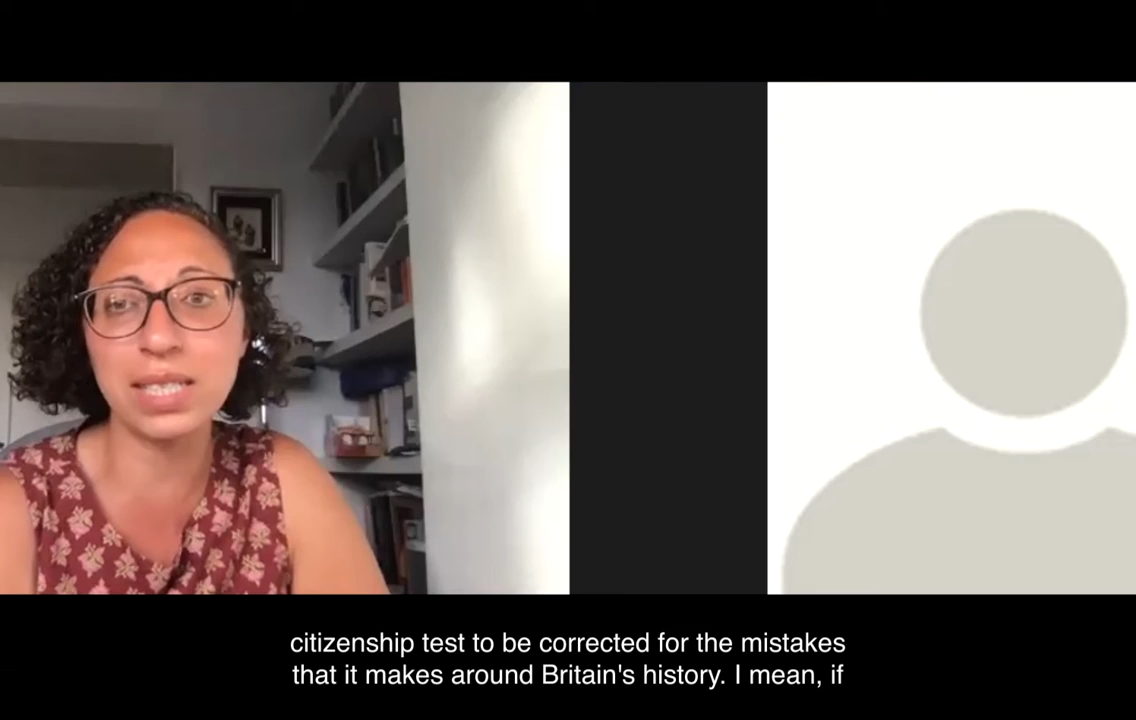 citizenship test to be corrected for the mistakes
that it makes around Britain's history. I mean, if